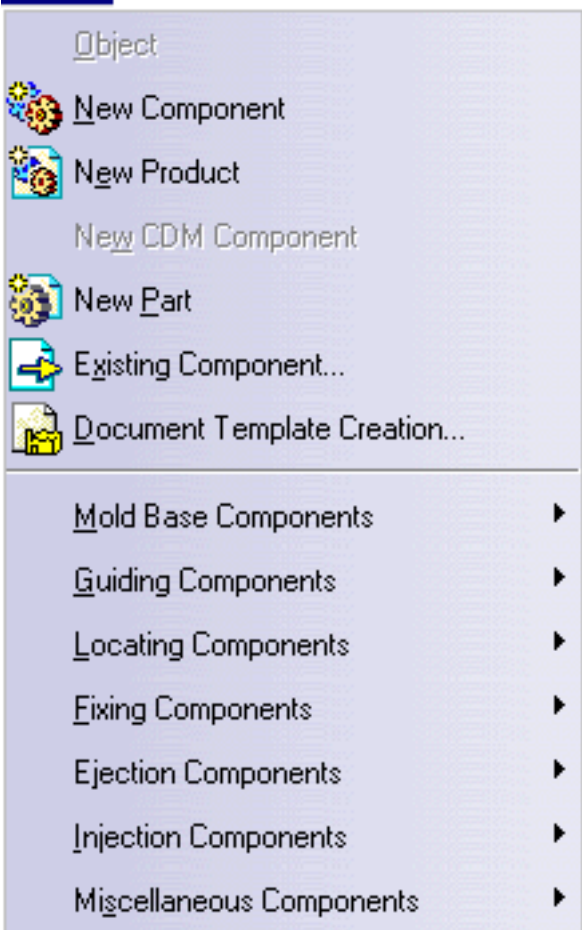 Object
New Component
New Product
New CDM Component
New Part
Existing Component...
Document Template Creation...
Mold Base Components
Guiding Components
Locating Components
Fixing Components
Ejection Components
Injection Components
Miscellaneous Components